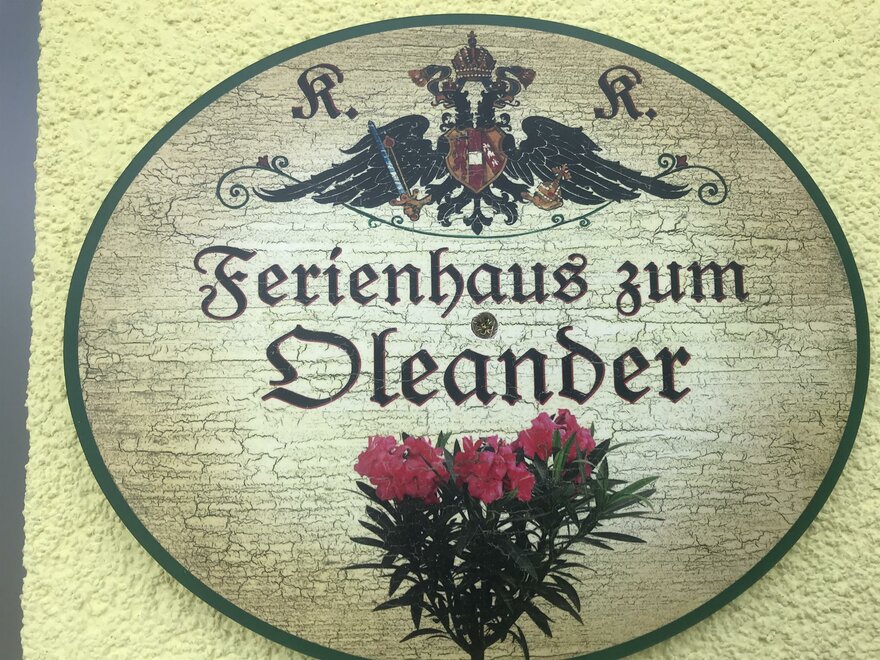 K. K.
Ferienhaus zum
Oleander